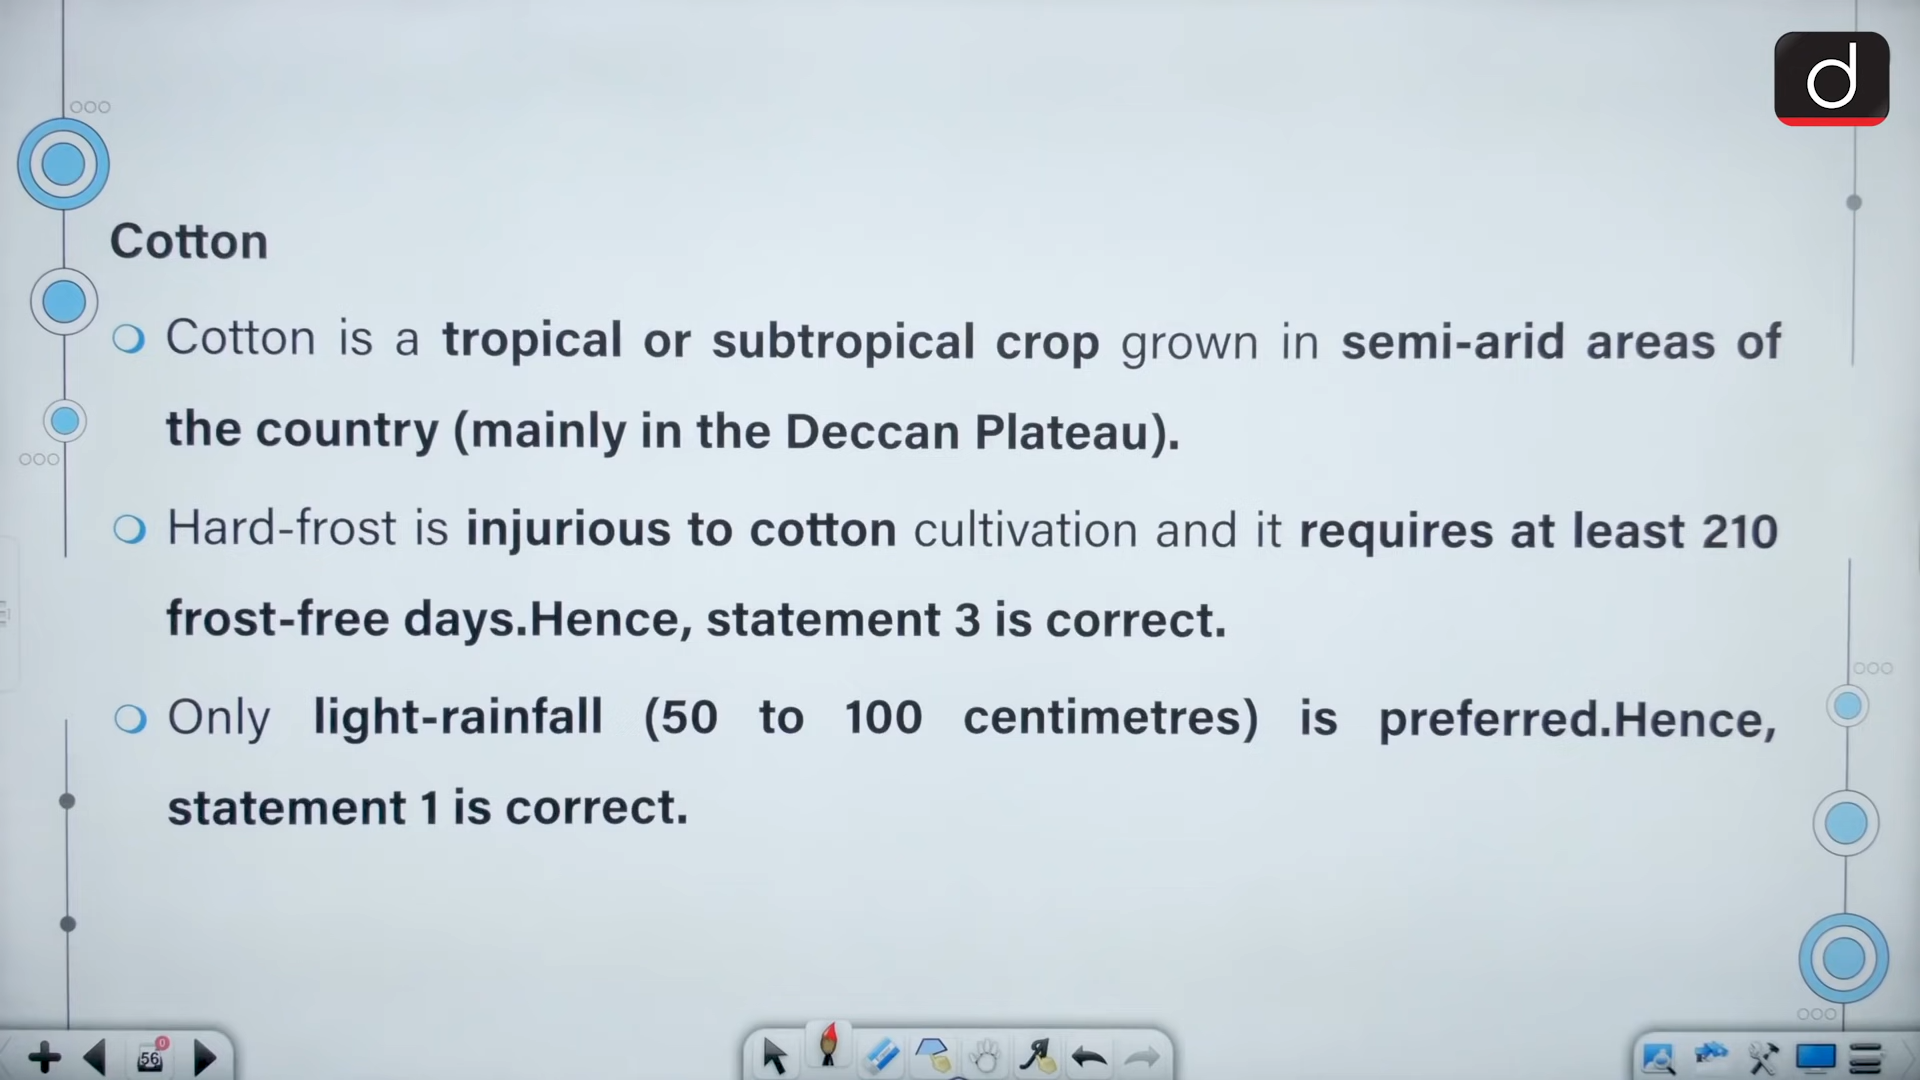 d
Cotton
Cotton is a tropical or subtropical crop grown in semi-arid areas of
the country (mainly in the Deccan Plateau).
Hard-frost is injurious to cotton cultivation and it requires at least 210
frost-free days.Hence, statement 3 is correct.
Only light-rainfall (50 to 100 centimetres) is preferred.Hence,
statement 1 is correct.
56
0